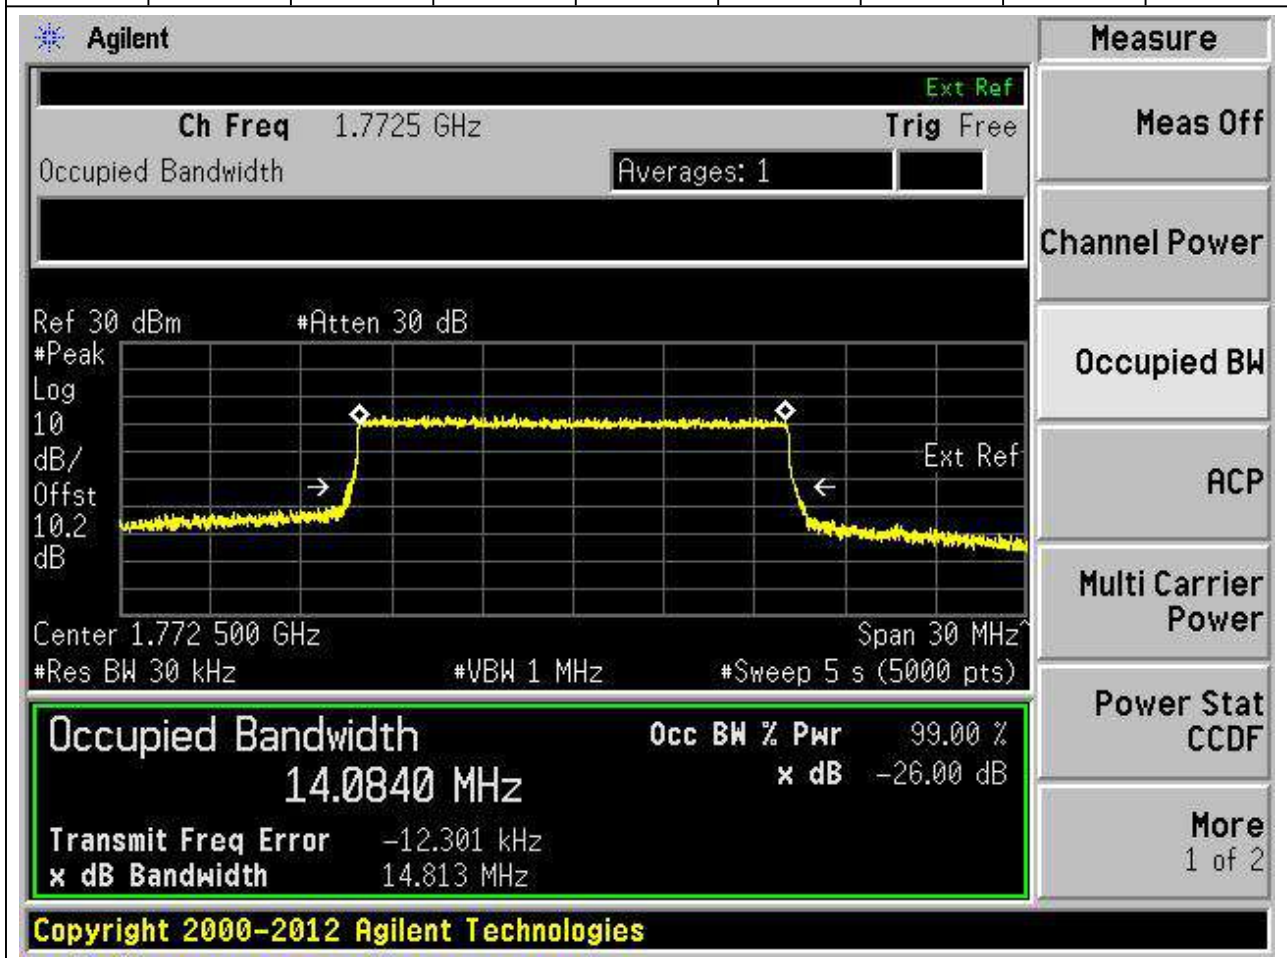 Agilent
Measure
Ext Ref
Ch Freq 1.7725 GHz Trig Free
Meas Off
Occupied Bandwidth Averages: 1
Channel Power
Ref 30 dBm #Atten 30 dB
#Peak
Log
10
dB/
Offst
10.2
dB
Ext Ref
Occupied BW
ACP
Center 1.772 500 GHz Span 30 MHz^
#Res BW 30 kHz #VBW 1 MHz #Sweep 5 s (5000 pts)
Multi Carrier
Power
Occupied Bandwidth Occ BW % Pwr 99.00 %
14.0840 MHz x dB -26.00 dB
Transmit Freq Error -12.301 kHz
x dB Bandwidth 14.813 MHz
Power Stat
CCDF
More
1 of 2
Copyright 2000-2012 Agilent Technologies